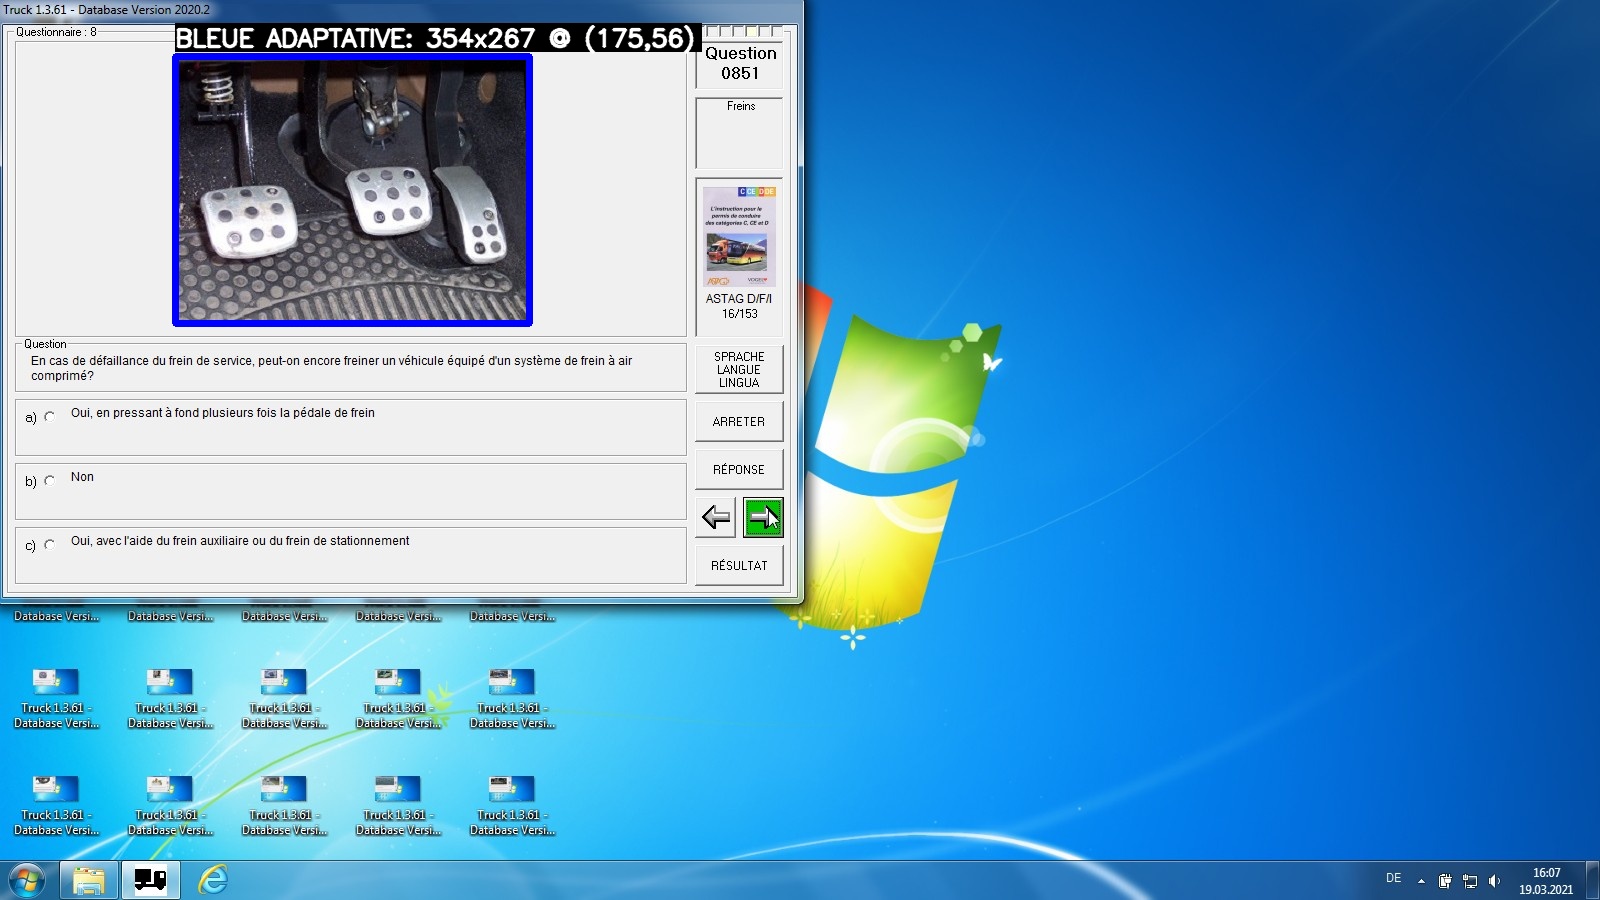 Truck 1.3.61 - Database Version 2020.2
Questionnaire : 8
BLEUE ADAPTATIVE: 354x267 @ (175,56)
Question
0851
Freins
C CE D DE
L'instruction pour le
permis de conduire
des catégories C, CE et D
ASTAG D/F/I
16/153
Question
En cas de défaillance du frein de service, peut-on encore freiner un véhicule équipé d'un système de frein à air
comprimé?
SPRACHE
LANGUE
LINGUA
a) Oui, en pressant à fond plusieurs fois la pédale de frein
ARRETER
b) Non
RÉPONSE
c) Oui, avec l'aide du frein auxiliaire ou du frein de stationnement
RÉSULTAT
Database Versi... Database Versi... Database Versi... Database Versi... Database Versi...
Truck 1.3.61 - Truck 1.3.61 - Truck 1.3.61 - Truck 1.3.61 - Truck 1.3.61 -
Database Versi... Database Versi... Database Versi... Database Versi... Database Versi...
Truck 1.3.61 - Truck 1.3.61 - Truck 1.3.61 - Truck 1.3.61 - Truck 1.3.61 -
Database Versi... Database Versi... Database Versi... Database Versi... Database Versi...
DE
16:07
19.03.2021